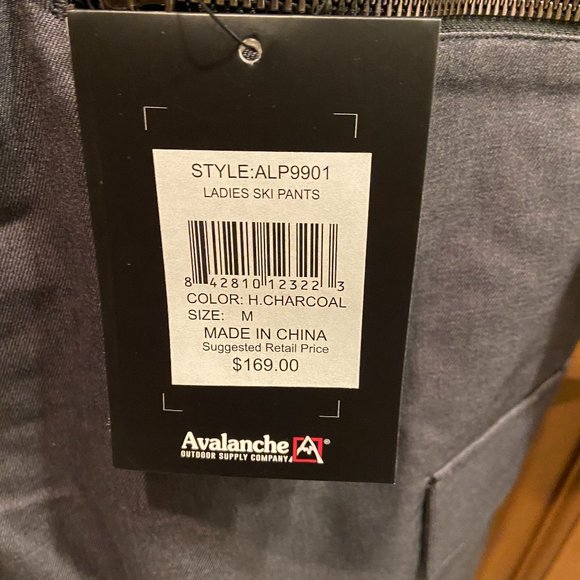 STYLE:ALP9901
LADIES SKI PANTS
8 42810 12322 3
COLOR: H.CHARCOAL
SIZE: M
MADE IN CHINA
Suggested Retail Price
$169.00
Avalanche®
OUTDOOR SUPPLY COMPANY